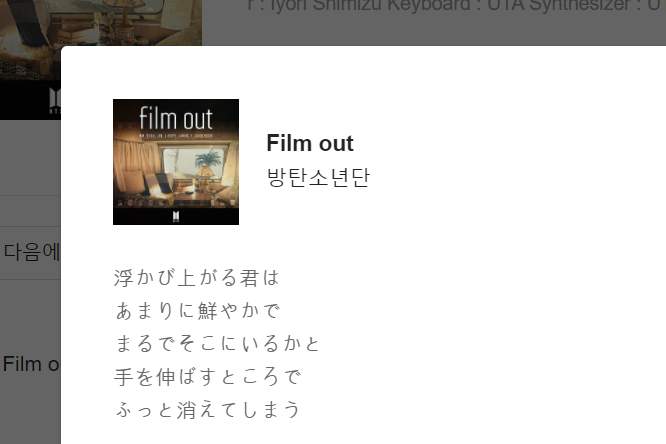 r : Iyori Shimizu Keyboard : UTA Synthesizer : U
film out
Film out
방탄소년단
다음에
浮かび上がる君は
あまりに鮮やかで
まるでそこにいるかと
Film o
手を伸ばすところで
ふっと消えてしまう